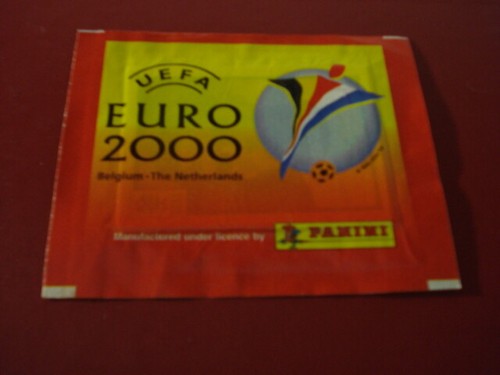 UEFA
EURO
2000
Belgium - The Netherlands
Manufactured under licence by PANINI